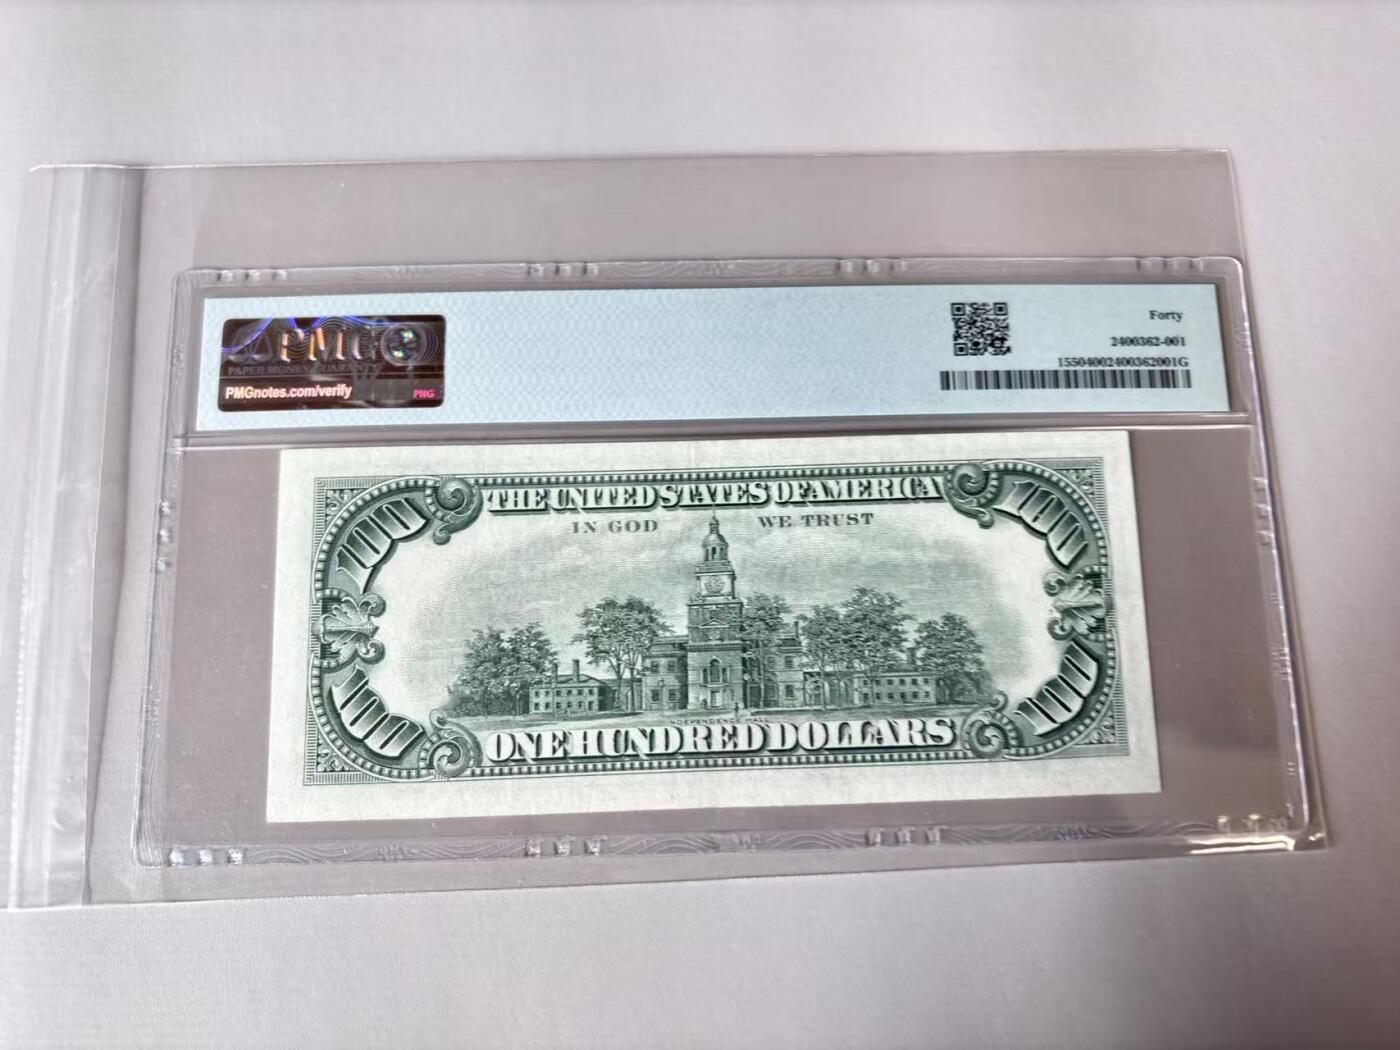 PMG
PAPER MONEY GUARANTY
PMGnotes.com/verify
PNG
Forty
2400362-001
15504002400362001G
THE UNITED STATES OF AMERICA
IN GOD WE TRUST
100
100
100
100
INDEPENDENCE HALL
ONE HUNDRED DOLLARS